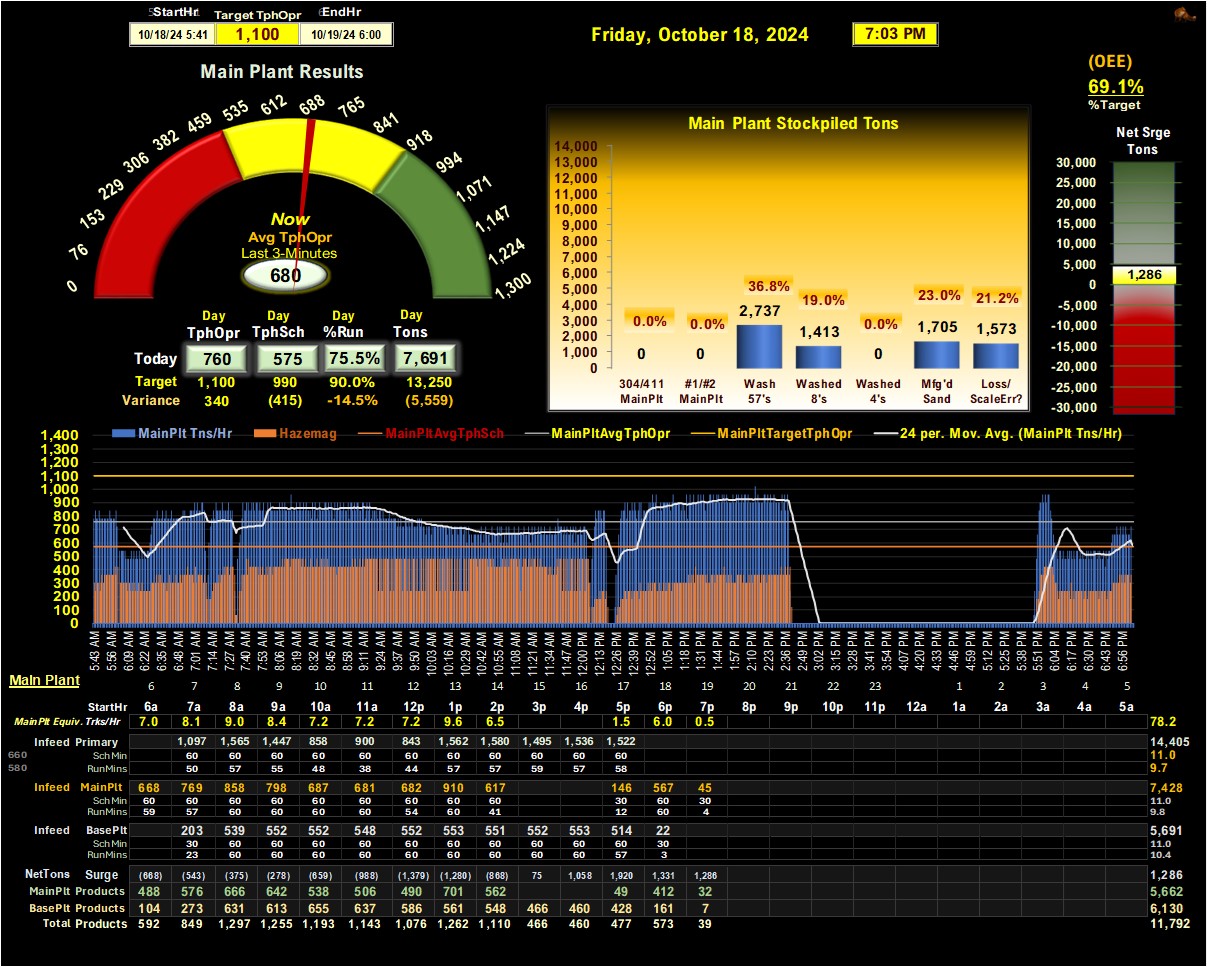 StartHr Target TphOpr EndHr
10/18/24 5:41 1,100 10/19/24 6:00
Friday, October 18, 2024 7:03 PM
(OEE)
69.1%
%Target
Main Plant Results
0 76 153 229 306 382 459 535 612 688 765 841 918 994 1,071 1,147 1,224 1,300
Now
Avg TphOpr
Last 3-Minutes
680
Day Day Day Day
TphOpr TphSch %Run Tons
Today 760 575 75.5% 7,691
Target 1,100 990 90.0% 13,250
Variance 340 (415) -14.5% (5,559)
Main Plant Stockpiled Tons
14,000
13,000
12,000
11,000
10,000
9,000
8,000
7,000
6,000
5,000
4,000
3,000
2,000
1,000
0
0.0% 0.0% 36.8% 19.0% 0.0% 23.0% 21.2%
0 0 2,737 1,413 0 1,705 1,573
304/411 #1/#2 Wash Washed Washed Mfg'd Loss/
MainPlt MainPlt 57's 8's 4's Sand ScaleErr?
Net Srge
Tons
30,000
25,000
20,000
15,000
10,000
5,000
0
-5,000
-10,000
-15,000
-20,000
-25,000
-30,000
1,286
MainPlt Tns/Hr Hazemag MainPltAvgTphSch MainPltAvgTphOpr MainPltTargetTphOpr 24 per. Mov. Avg. (MainPlt Tns/Hr)
1,400
1,300
1,200
1,100
1,000
900
800
700
600
500
400
300
200
100
0
5:43 AM 5:56 AM 6:09 AM 6:22 AM 6:35 AM 6:48 AM 7:01 AM 7:14 AM 7:27 AM 7:40 AM 7:53 AM 8:06 AM 8:19 AM 8:32 AM 8:45 AM 8:58 AM 9:11 AM 9:24 AM 9:37 AM 9:50 AM 10:03 AM 10:16 AM 10:29 AM 10:42 AM 10:55 AM 11:08 AM 11:21 AM 11:34 AM 11:47 AM 12:00 PM 12:13 PM 12:26 PM 12:39 PM 12:52 PM 1:05 PM 1:18 PM 1:31 PM 1:44 PM 1:57 PM 2:10 PM 2:23 PM 2:36 PM 2:49 PM 3:02 PM 3:15 PM 3:28 PM 3:41 PM 3:54 PM 4:07 PM 4:20 PM 4:33 PM 4:46 PM 4:59 PM 5:12 PM 5:25 PM 5:38 PM 5:51 PM 6:04 PM 6:17 PM 6:30 PM 6:43 PM 6:56 PM
Main Plant
6 7 8 9 10 11 12 13 14 15 16 17 18 19 20 21 22 23 1 2 3 4 5
StartHr 6a 7a 8a 9a 10a 11a 12p 1p 2p 3p 4p 5p 6p 7p 8p 9p 10p 11p 12a 1a 2a 3a 4a 5a
MainPlt Equiv. Trks/Hr 7.0 8.1 9.0 8.4 7.2 7.2 7.2 9.6 6.5 1.5 6.0 0.5 78.2
Infeed Primary 1,097 1,565 1,447 858 900 843 1,562 1,580 1,495 1,536 1,522 14,405
660 SchMin 60 60 60 60 60 60 60 60 60 60 60 11.0
580 RunMins 50 57 55 48 38 44 57 57 59 57 58 9.7
Infeed MainPlt 668 769 858 798 687 681 682 910 617 146 567 45 7,428
SchMin 60 60 60 60 60 60 60 60 60 30 60 30 11.0
RunMins 59 57 60 60 60 60 54 60 41 12 60 4 9.8
Infeed BasePlt 203 539 552 552 548 552 553 551 552 553 514 22 5,691
SchMin 30 60 60 60 60 60 60 60 60 60 60 30 11.0
RunMins 23 60 60 60 60 60 60 60 60 60 57 3 10.4
NetTons Surge (668) (543) (375) (278) (659) (988) (1,379) (1,280) (868) 75 1,058 1,920 1,331 1,286 1,286
MainPlt Products 488 576 666 642 538 506 490 701 562 49 412 32 5,662
BasePlt Products 104 273 631 613 655 637 586 561 548 466 460 428 161 7 6,130
Total Products 592 849 1,297 1,255 1,193 1,143 1,076 1,262 1,110 466 460 477 573 39 11,792